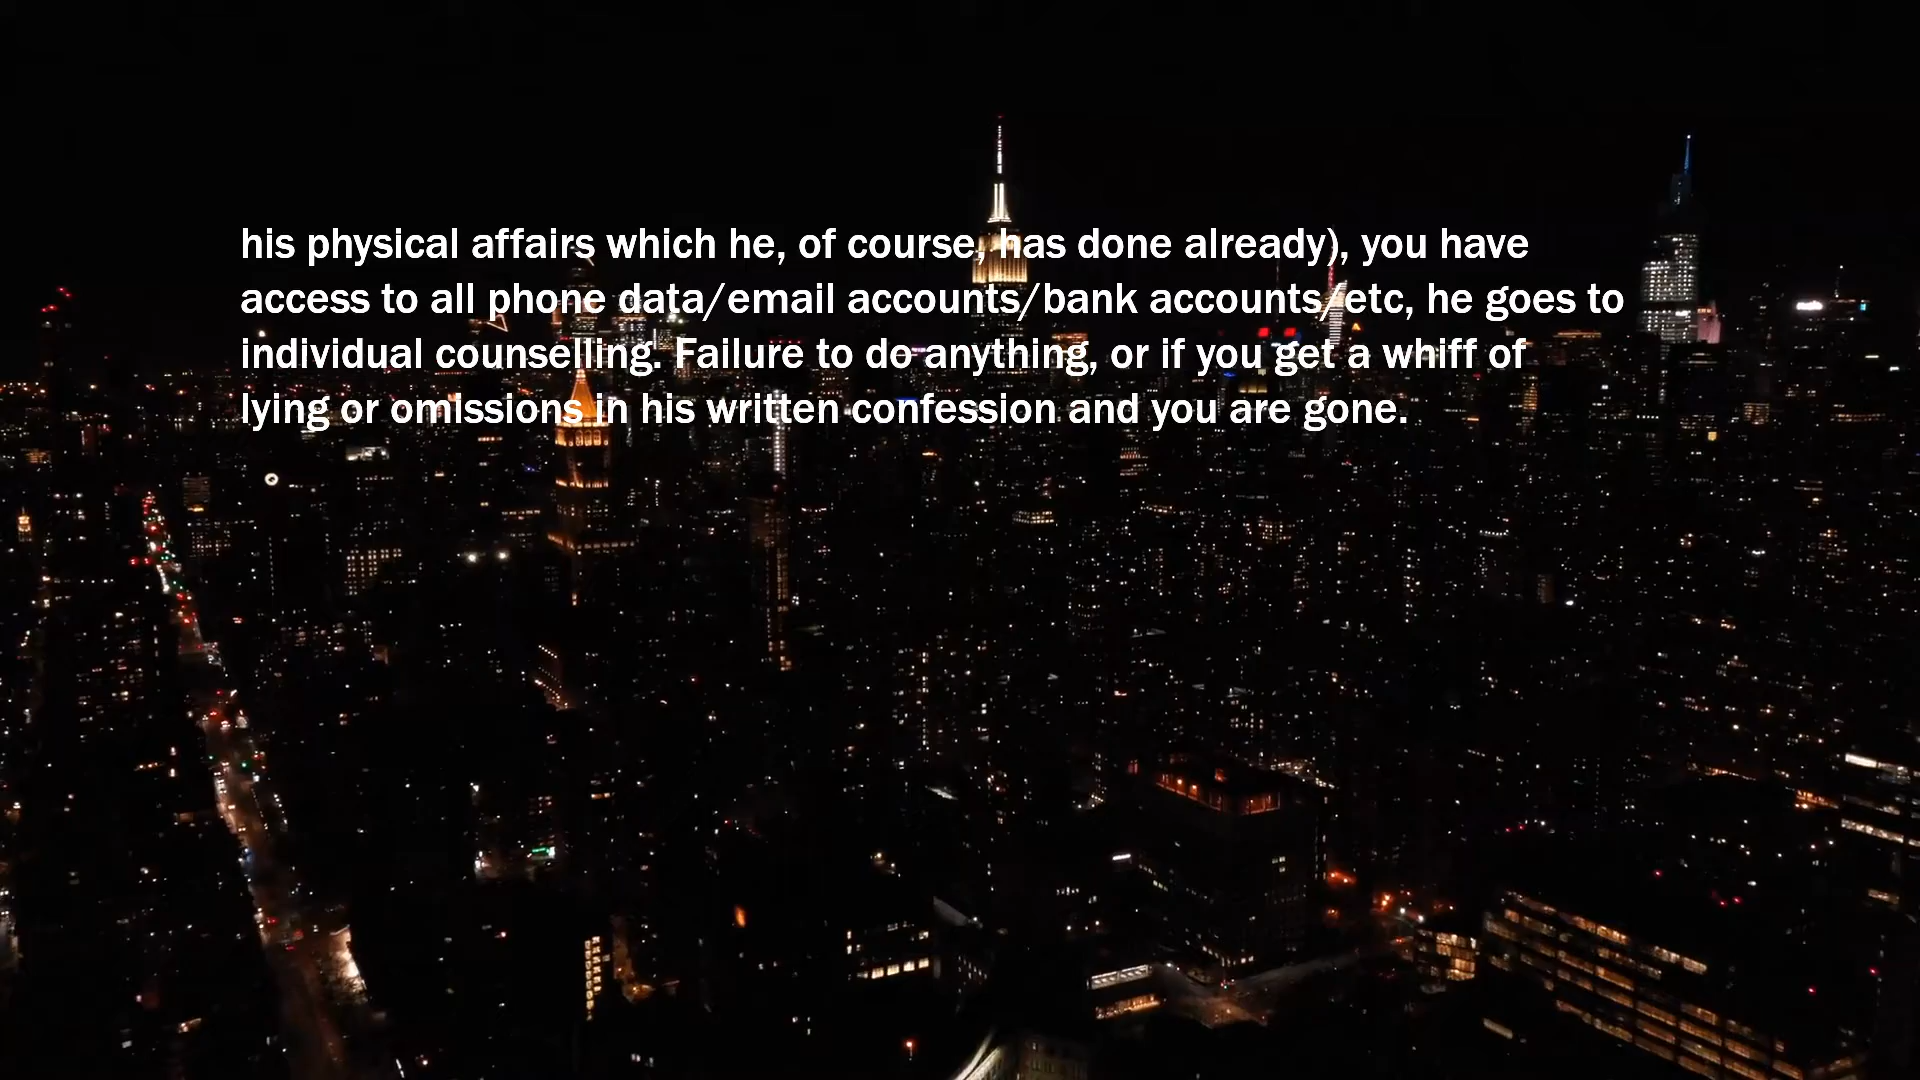 his physical affairs which he, of course, has done already), you have
access to all phone data/email accounts/bank accounts/etc, he goes to
individual counselling. Failure to do anything, or if you get a whiff of
lying or omissions in his written confession and you are gone.